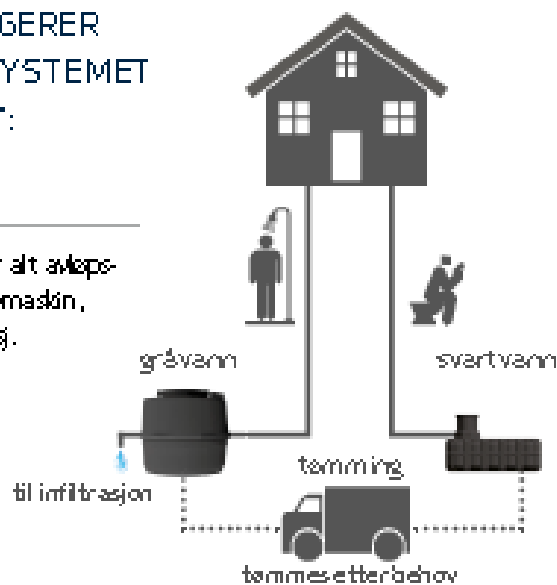 GERER
YSTEMET
T:
alt avløps-
maskin,
gråvann
svartvann
til infiltrasjon
tømming
tømmes etter behov